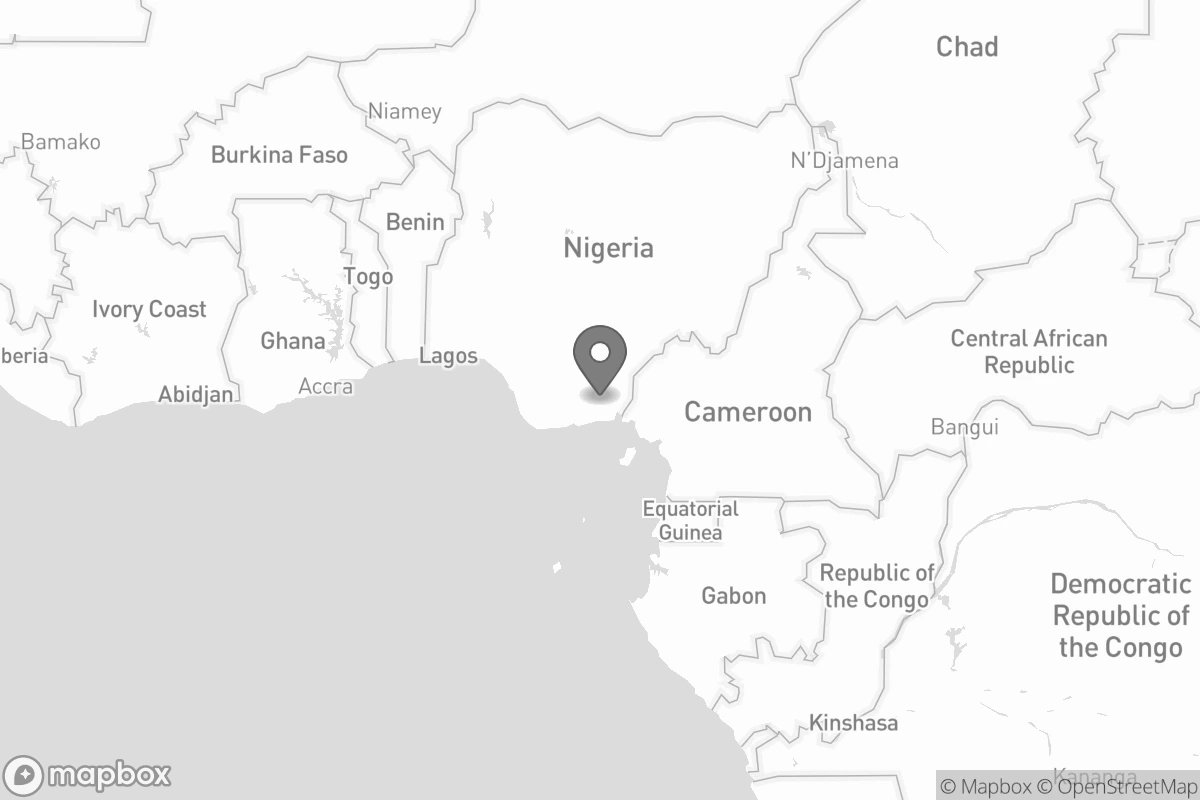 Chad
Niamey
Bamako
Burkina Faso
N'Djamena
Benin
Nigeria
Togo
Ivory Coast
Ghana
Central African
Republic
beria
Lagos
Accra
Abidjan
Cameroon
Bangui
Equatorial
Guinea
Republic of
the Congo
Gabon
Democratic
Republic of
the Congo
Kinshasa
Kananga
mapbox
© Mapbox © OpenStreetMap